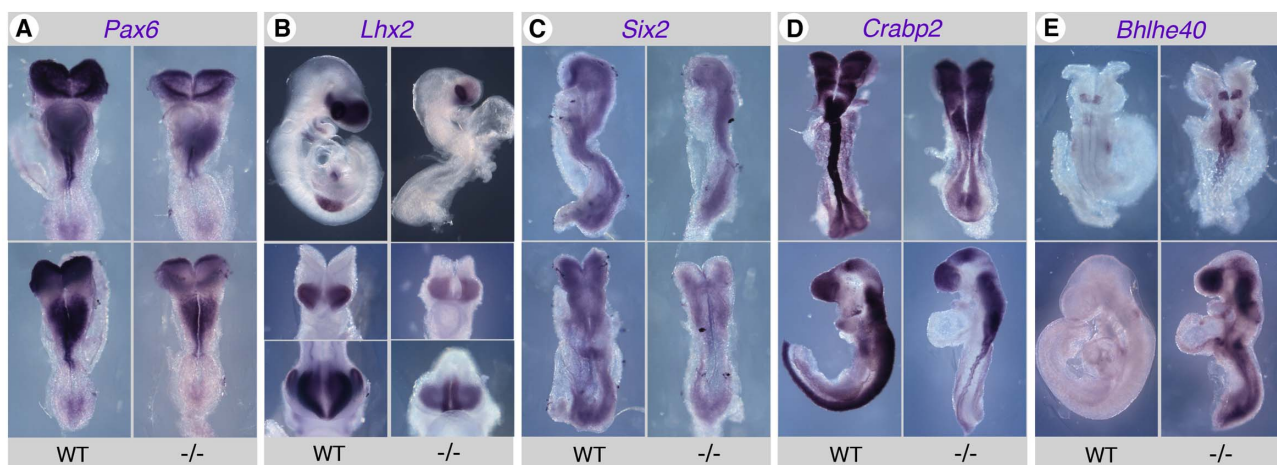 A Pax6
B Lhx2
C Six2
D Crabp2
E Bhlhe40
WT -/- WT -/- WT -/- WT -/- WT -/-